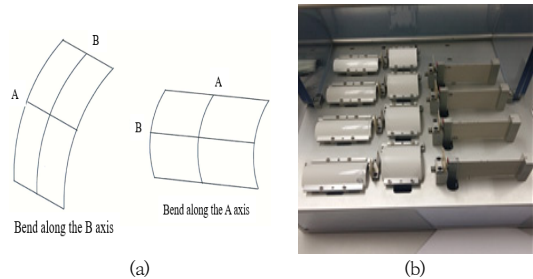 B
A
A
B
Bend along the B axis
Bend along the A axis
(a)
(b)